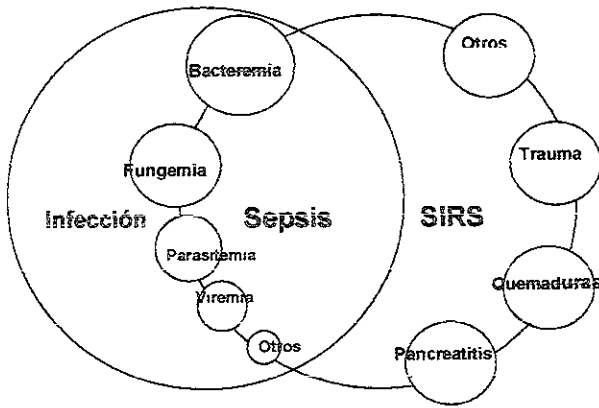 Otros
Bacteremia
Trauma
Fungemia
Infección
Sepsis
SIRS
Parasitemia
Quemaduras
Viremia
Otros
Pancreatitis